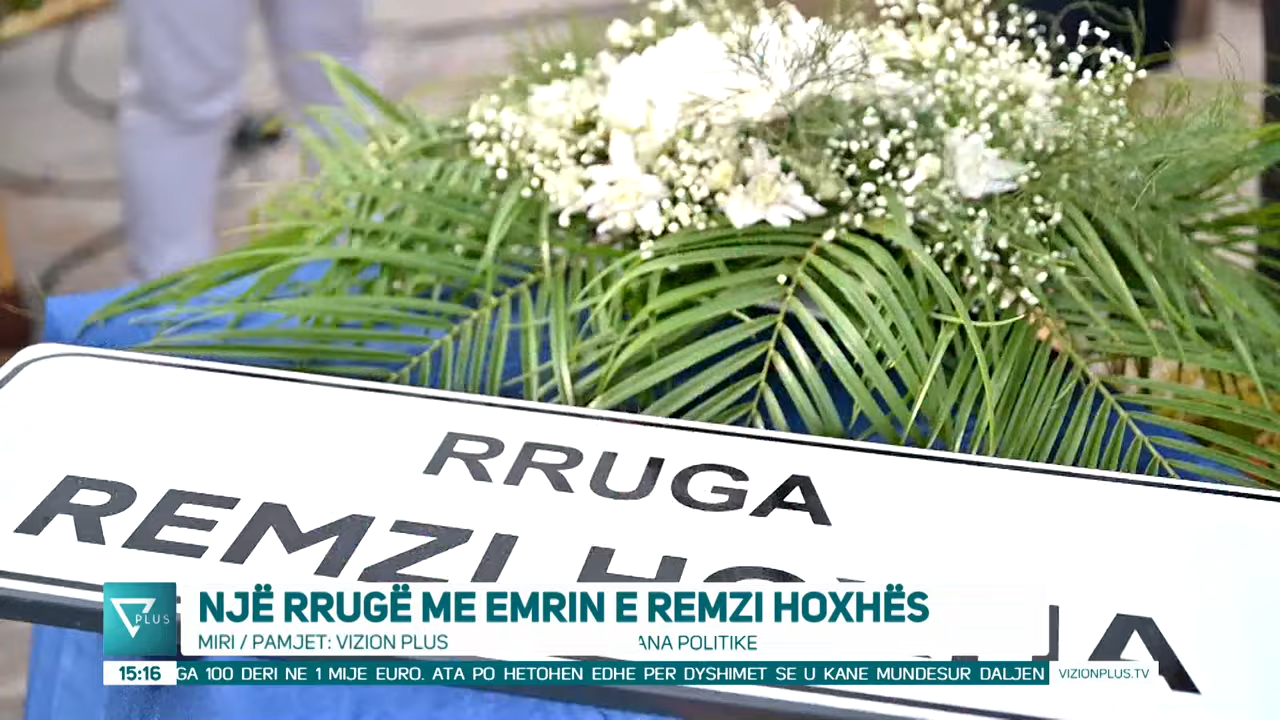 RRUGA
REMZI HOXHA
PLUS
NJË RRUGË ME EMRIN E REMZI HOXHËS
MIRI / PAMJET: VIZION PLUS
ANA POLITIKE
15:16
GA 100 DERI NE 1 MIJE EURO. ATA PO HETOHEN EDHE PER DYSHIMET SE U KANE MUNDESUR DALJEN
VIZIONPLUS.TV